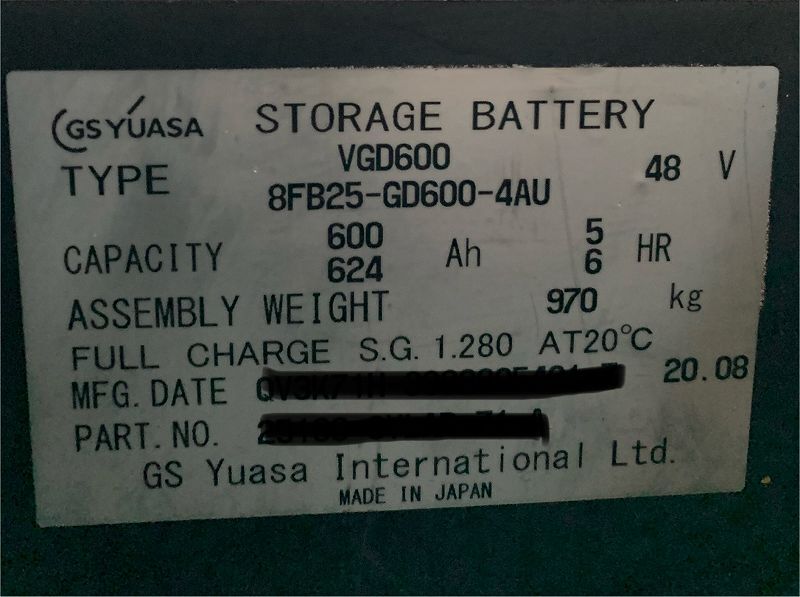 GS YUASA STORAGE BATTERY
TYPE VGD600 48 V
8FB25-GD600-4AU
CAPACITY 600 Ah 5 HR
624 6
ASSEMBLY WEIGHT 970 kg
FULL CHARGE S.G. 1.280 AT20°C
MFG. DATE 20.08
PART. NO.
GS Yuasa International Ltd.
MADE IN JAPAN